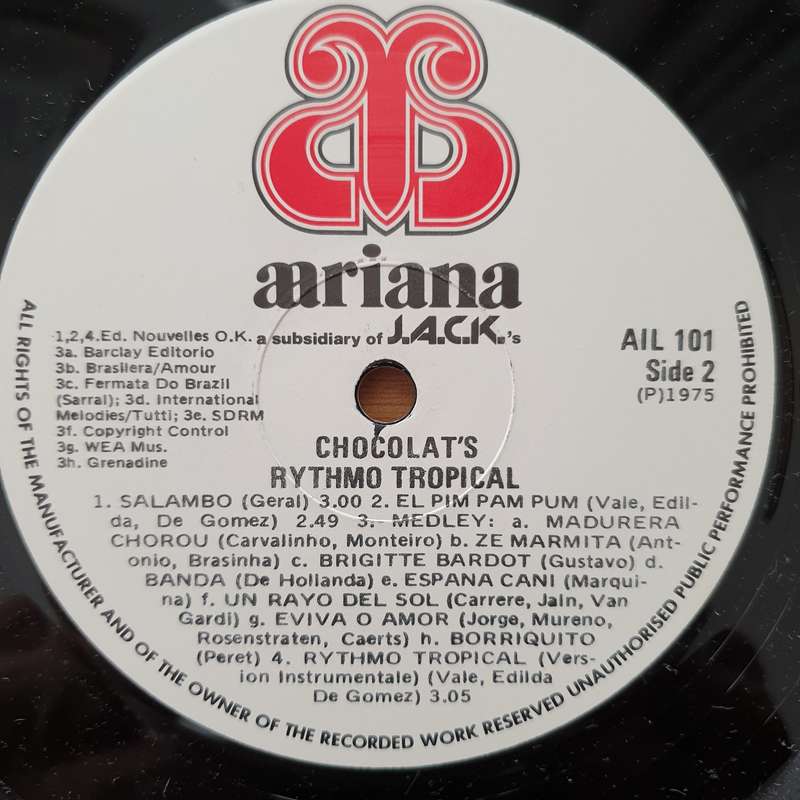 ariana
a subsidiary of J.A.C.K.'s
1,2,4.Ed. Nouvelles O.K.
3a. Barclay Editorio
3b. Brasilera/Amour
3c. Fermata Do Brazil
(Sarral); 3d. International
Melodies/Tutti; 3e. SDRM
3f. Copyright Control
3g. WEA Mus.
3h. Grenadine
AIL 101
Side 2
(P)1975
CHOCOLAT'S
RYTHMO TROPICAL
1. SALAMBO (Geral) 3.00 2. EL PIM PAM PUM (Vale, Edil-
da, De Gomez) 2.49 3. MEDLEY: a. MADURERA
CHOROU (Carvalinho, Monteiro) b. ZE MARMITA (Ant-
onio, Brasinha) c. BRIGITTE BARDOT (Gustavo) d.
BANDA (De Hollanda) e. ESPANA CANI (Marqui-
na) f. UN RAYO DEL SOL (Carrere, Jain, Van
Gardi) g. EVIVA O AMOR (Jorge, Mureno,
Rosenstraten, Caerts) h. BORRIQUITO
(Peret) 4. RYTHMO TROPICAL (Vers-
ion Instrumentale) (Vale, Edilda
De Gomez) 3.05
ALL RIGHTS OF THE MANUFACTURER AND OF THE OWNER OF THE RECORDED WORK RESERVED UNAUTHORISED PUBLIC PERFORMANCE PROHIBITED